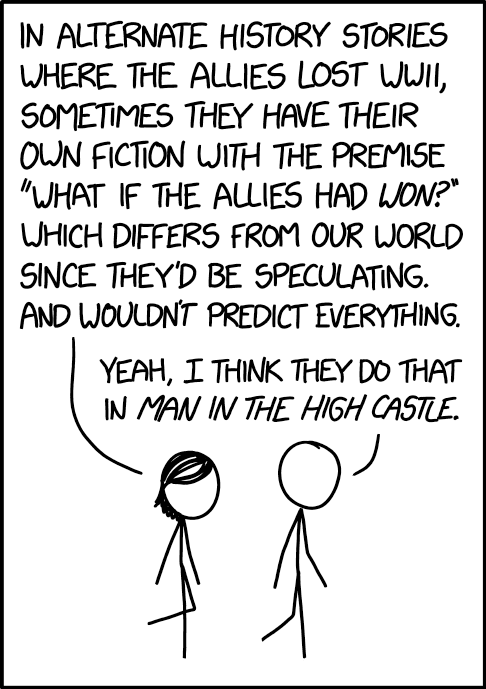 IN ALTERNATE HISTORY STORIES
WHERE THE ALLIES LOST WWII,
SOMETIMES THEY HAVE THEIR
OWN FICTION WITH THE PREMISE
"WHAT IF THE ALLIES HAD WON?"
WHICH DIFFERS FROM OUR WORLD
SINCE THEY'D BE SPECULATING.
AND WOULDN'T PREDICT EVERYTHING.
YEAH, I THINK THEY DO THAT
IN MAN IN THE HIGH CASTLE.